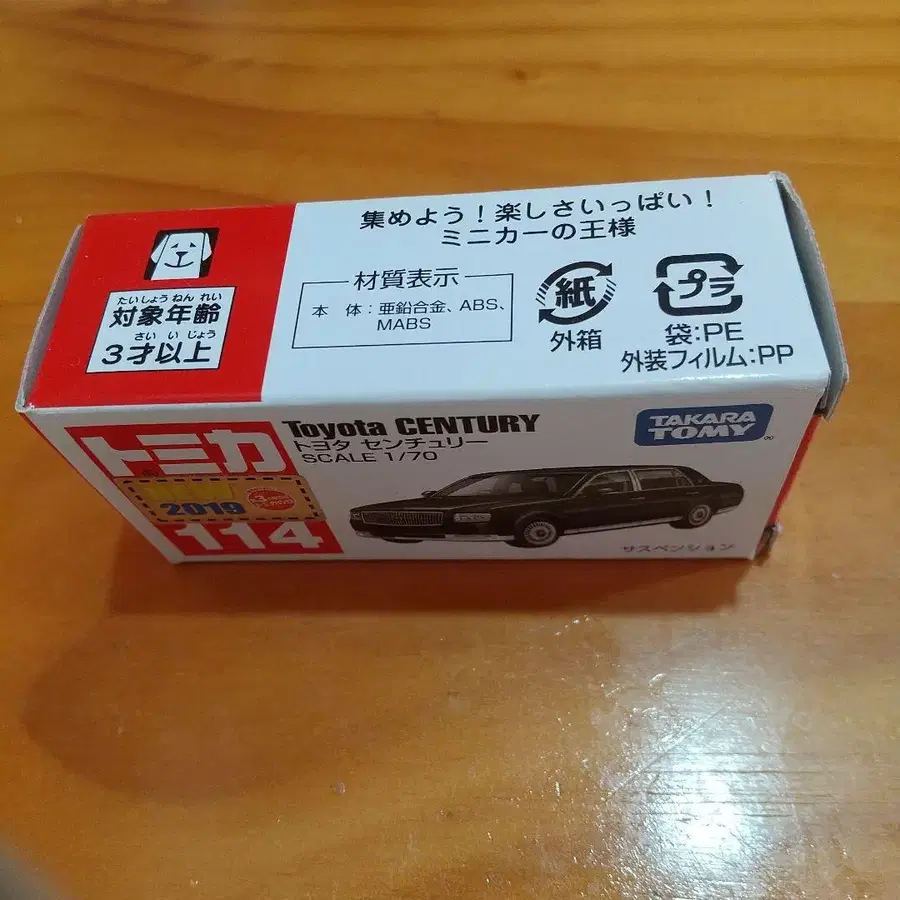 集めよう!楽しさいっぱい!
ミニカーの王様
たいしょうねんれい
対象年齢
さいいじょう
3才以上
材質表示
本 体:亜鉛合金、ABS、
MABS
紙
外箱
プラ
袋:PE
外装フィルム:PP
トミカ
2019
114
Toyota CENTURY
トヨタ センチュリー
SCALE 1/70
TAKARA
TOMY
サスペンション